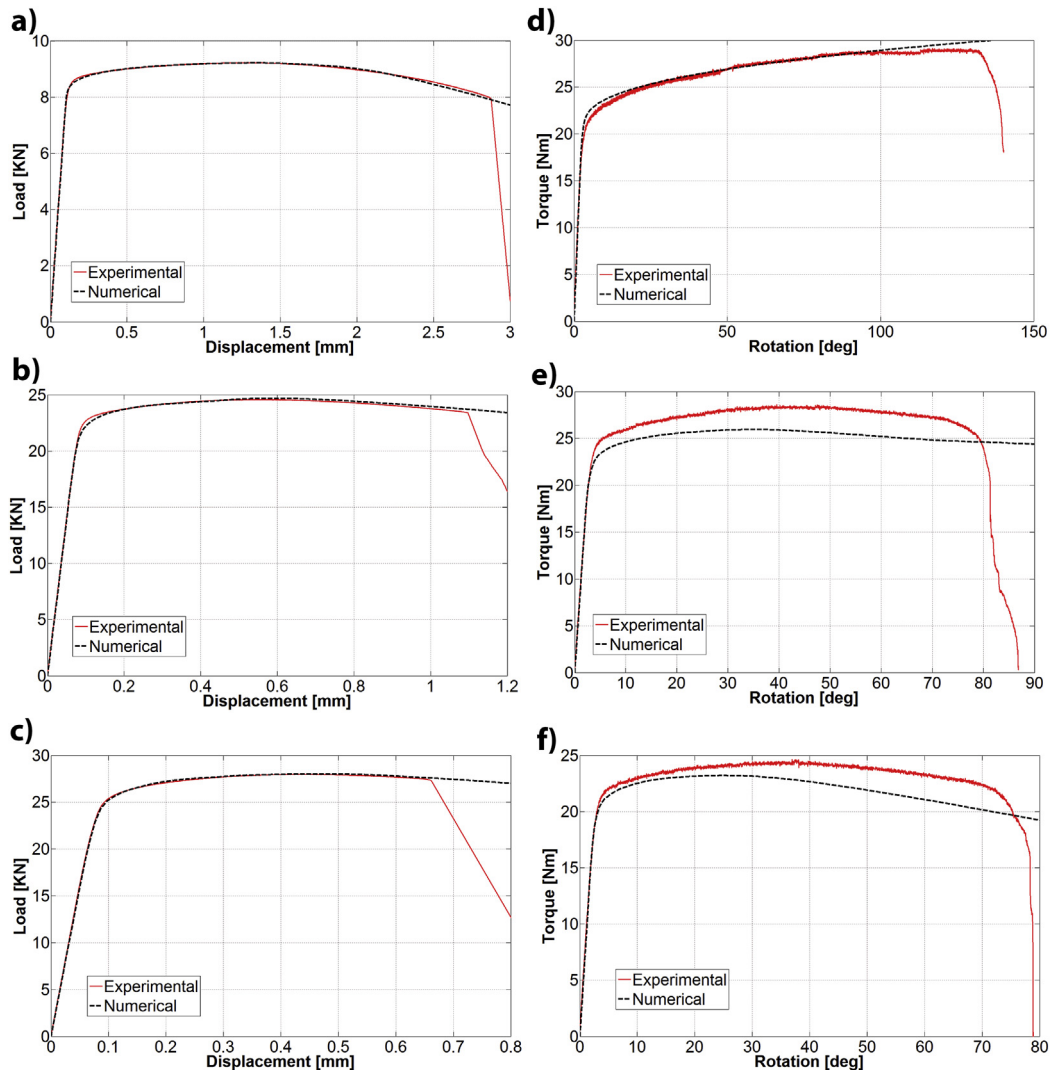 a)
10
8
6
4
2
0
Load [KN]
Experimental
Numerical
0 0.5 1 1.5 2 2.5 3
Displacement [mm]
d)
30
25
20
15
10
5
0
Torque [Nm]
Experimental
Numerical
0 50 100 150
Rotation [deg]
b)
25
20
15
10
5
0
Load [KN]
Experimental
Numerical
0 0.2 0.4 0.6 0.8 1 1.2
Displacement [mm]
e)
30
25
20
15
10
5
0
Torque [Nm]
Experimental
Numerical
0 10 20 30 40 50 60 70 80 90
Rotation [deg]
c)
30
25
20
15
10
5
0
Load [KN]
Experimental
Numerical
0 0.1 0.2 0.3 0.4 0.5 0.6 0.7 0.8
Displacement [mm]
f)
25
20
15
10
5
0
Torque [Nm]
Experimental
Numerical
0 10 20 30 40 50 60 70 80
Rotation [deg]